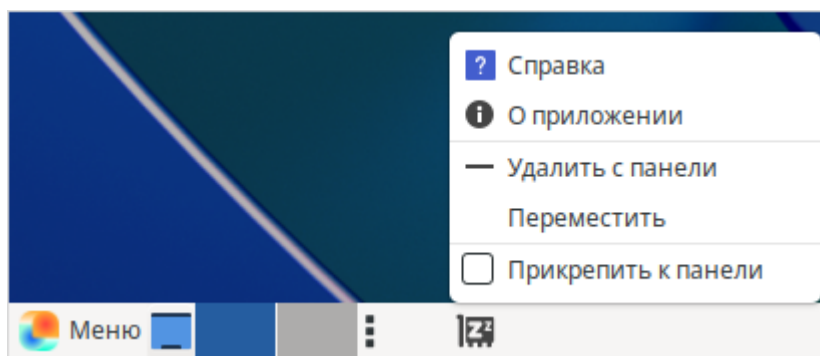 Справка
О приложении
Удалить с панели
Переместить
Прикрепить к панели
Меню